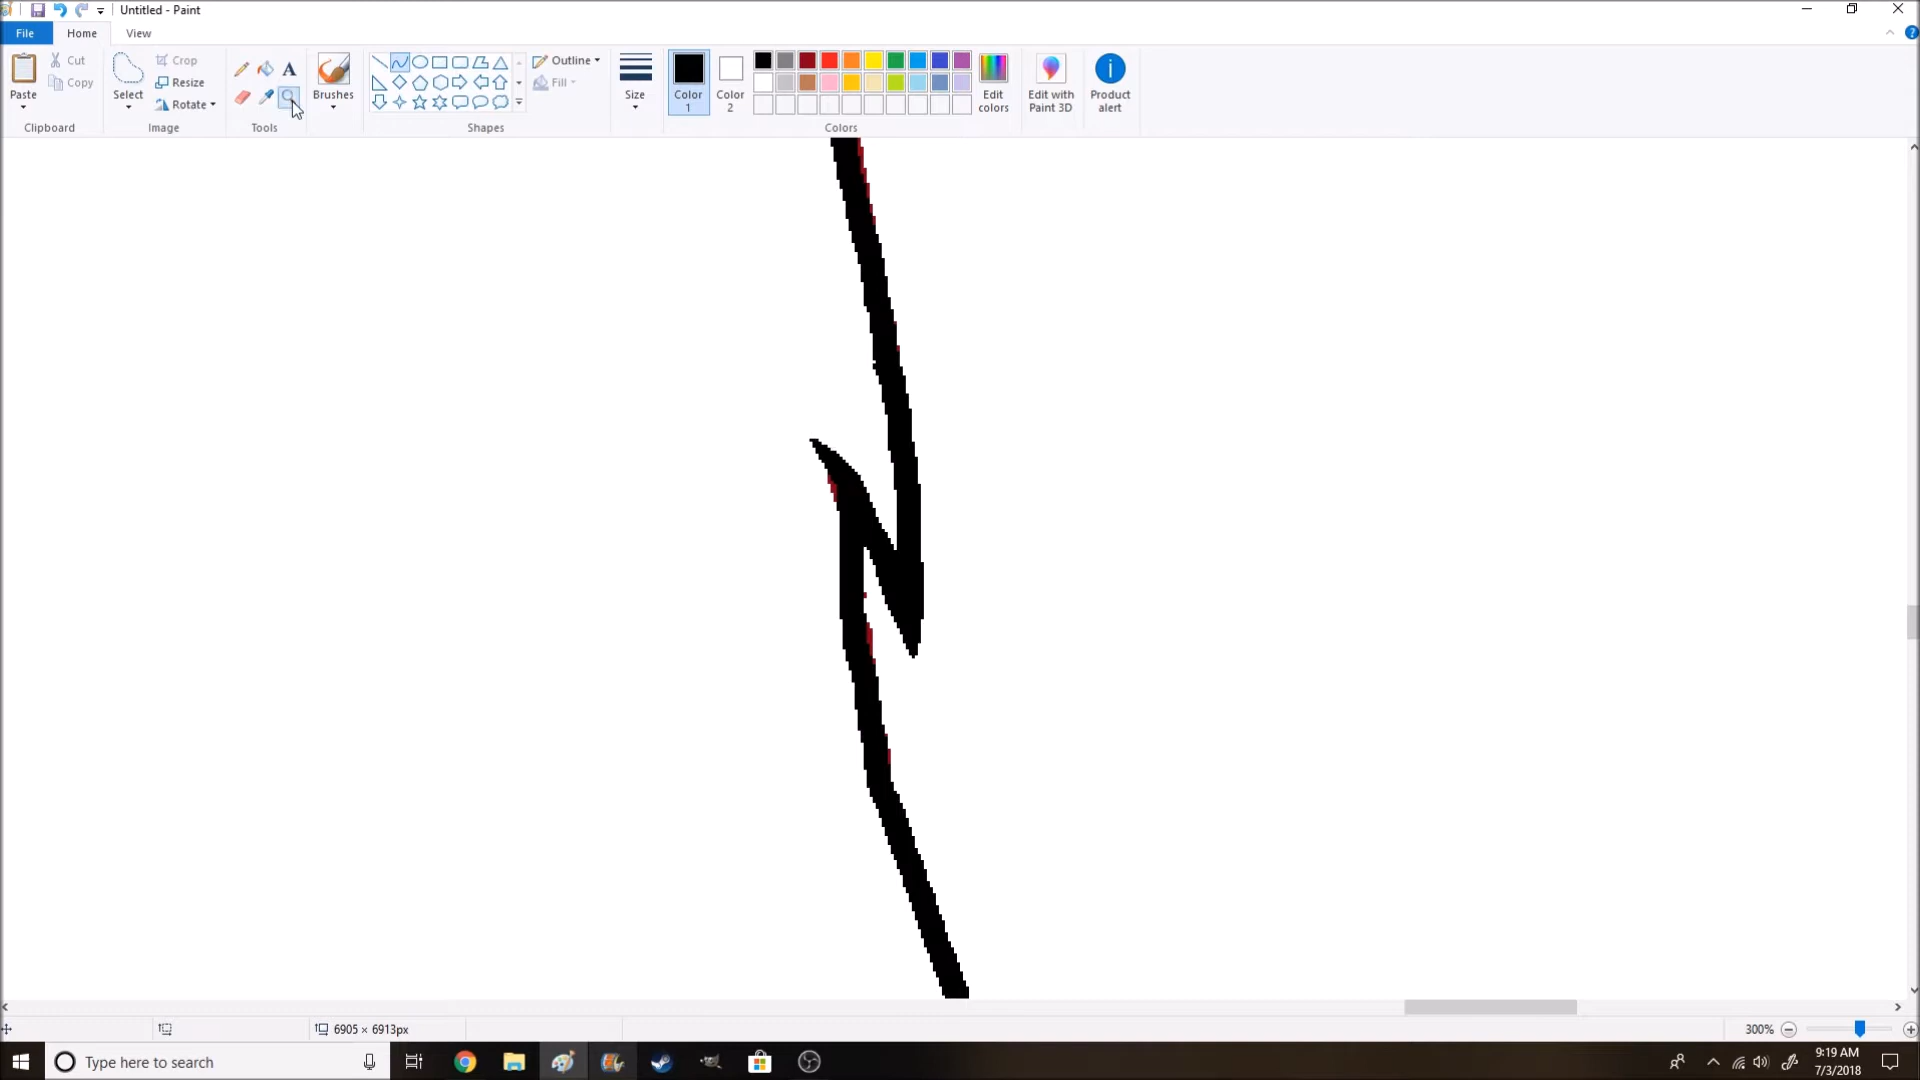 Untitled - Paint
File
Home
View
Paste
Cut
Copy
Clipboard
Select
Crop
Resize
Rotate
Image
A
Tools
Brushes
Shapes
Outline
Fill
Size
Color 1
Color 2
Colors
Edit colors
Edit with Paint 3D
Product alert
6905 × 6913px
300%
Type here to search
9:19 AM
7/3/2018